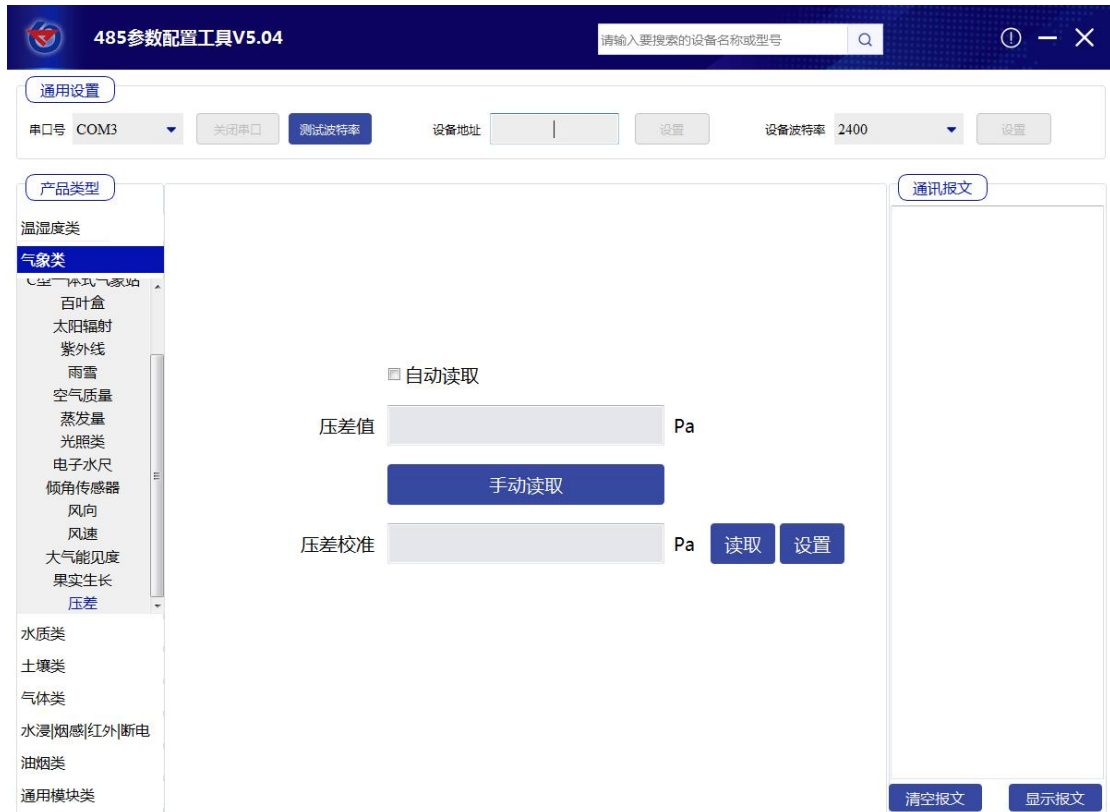 485参数配置工具V5.04
请输入要搜索的设备名称或型号
通用设置
串口号 COM3 关闭串口 测试波特率 设备地址 设置 设备波特率 2400 设置
产品类型
温湿度类
气象类
C型一体式气象站
百叶盒
太阳辐射
紫外线
雨雪
空气质量
蒸发量
光照类
电子水尺
倾角传感器
风向
风速
大气能见度
果实生长
压差
水质类
土壤类
气体类
水浸|烟感|红外|断电
油烟类
通用模块类
自动读取
压差值 Pa
手动读取
压差校准 Pa 读取 设置
通讯报文
清空报文 显示报文